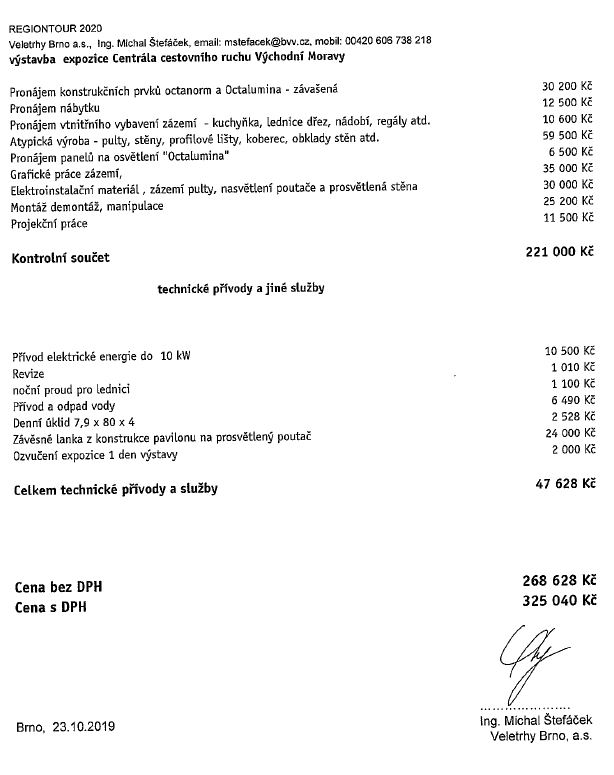 REGIONTOUR 2020
Veletrhy Brno a.s., Ing. Michal Štefáček, email: mstefacek@bvv.cz, mobil: 00420 606 738 218
výstavba expozice Centrála cestovního ruchu Východní Moravy
Pronájem konstrukčních prvků octanorm a Octalumina - závašená 30 200 Kč
Pronájem nábytku 12 500 Kč
Pronájem vtnitřního vybavení zázemí - kuchyňka, lednice dřez, nádobí, regály atd. 10 600 Kč
Atypická výroba - pulty, stěny, profilové lišty, koberec, obklady stěn atd. 59 500 Kč
Pronájem panelů na osvětlení "Octalumina" 6 500 Kč
Grafické práce zázemí, 35 000 Kč
Elektroinstalační materiál , zázemí pulty, nasvětlení poutače a prosvětlená stěna 30 000 Kč
Montáž demontáž, manipulace 25 200 Kč
Projekční práce 11 500 Kč
Kontrolní součet 221 000 Kč
technické přívody a jiné služby
Přívod elektrické energie do 10 kW 10 500 Kč
Revize 1 010 Kč
noční proud pro lednici 1 100 Kč
Přívod a odpad vody 6 490 Kč
Denní úklid 7,9 x 80 x 4 2 528 Kč
Závěsné lanka z konstrukce pavilonu na prosvětlený poutač 24 000 Kč
Ozvučení expozice 1 den výstavy 2 000 Kč
Celkem technické přívody a služby 47 628 Kč
Cena bez DPH 268 628 Kč
Cena s DPH 325 040 Kč
Ing. Michal Štefáček
Brno, 23.10.2019 Veletrhy Brno, a.s.